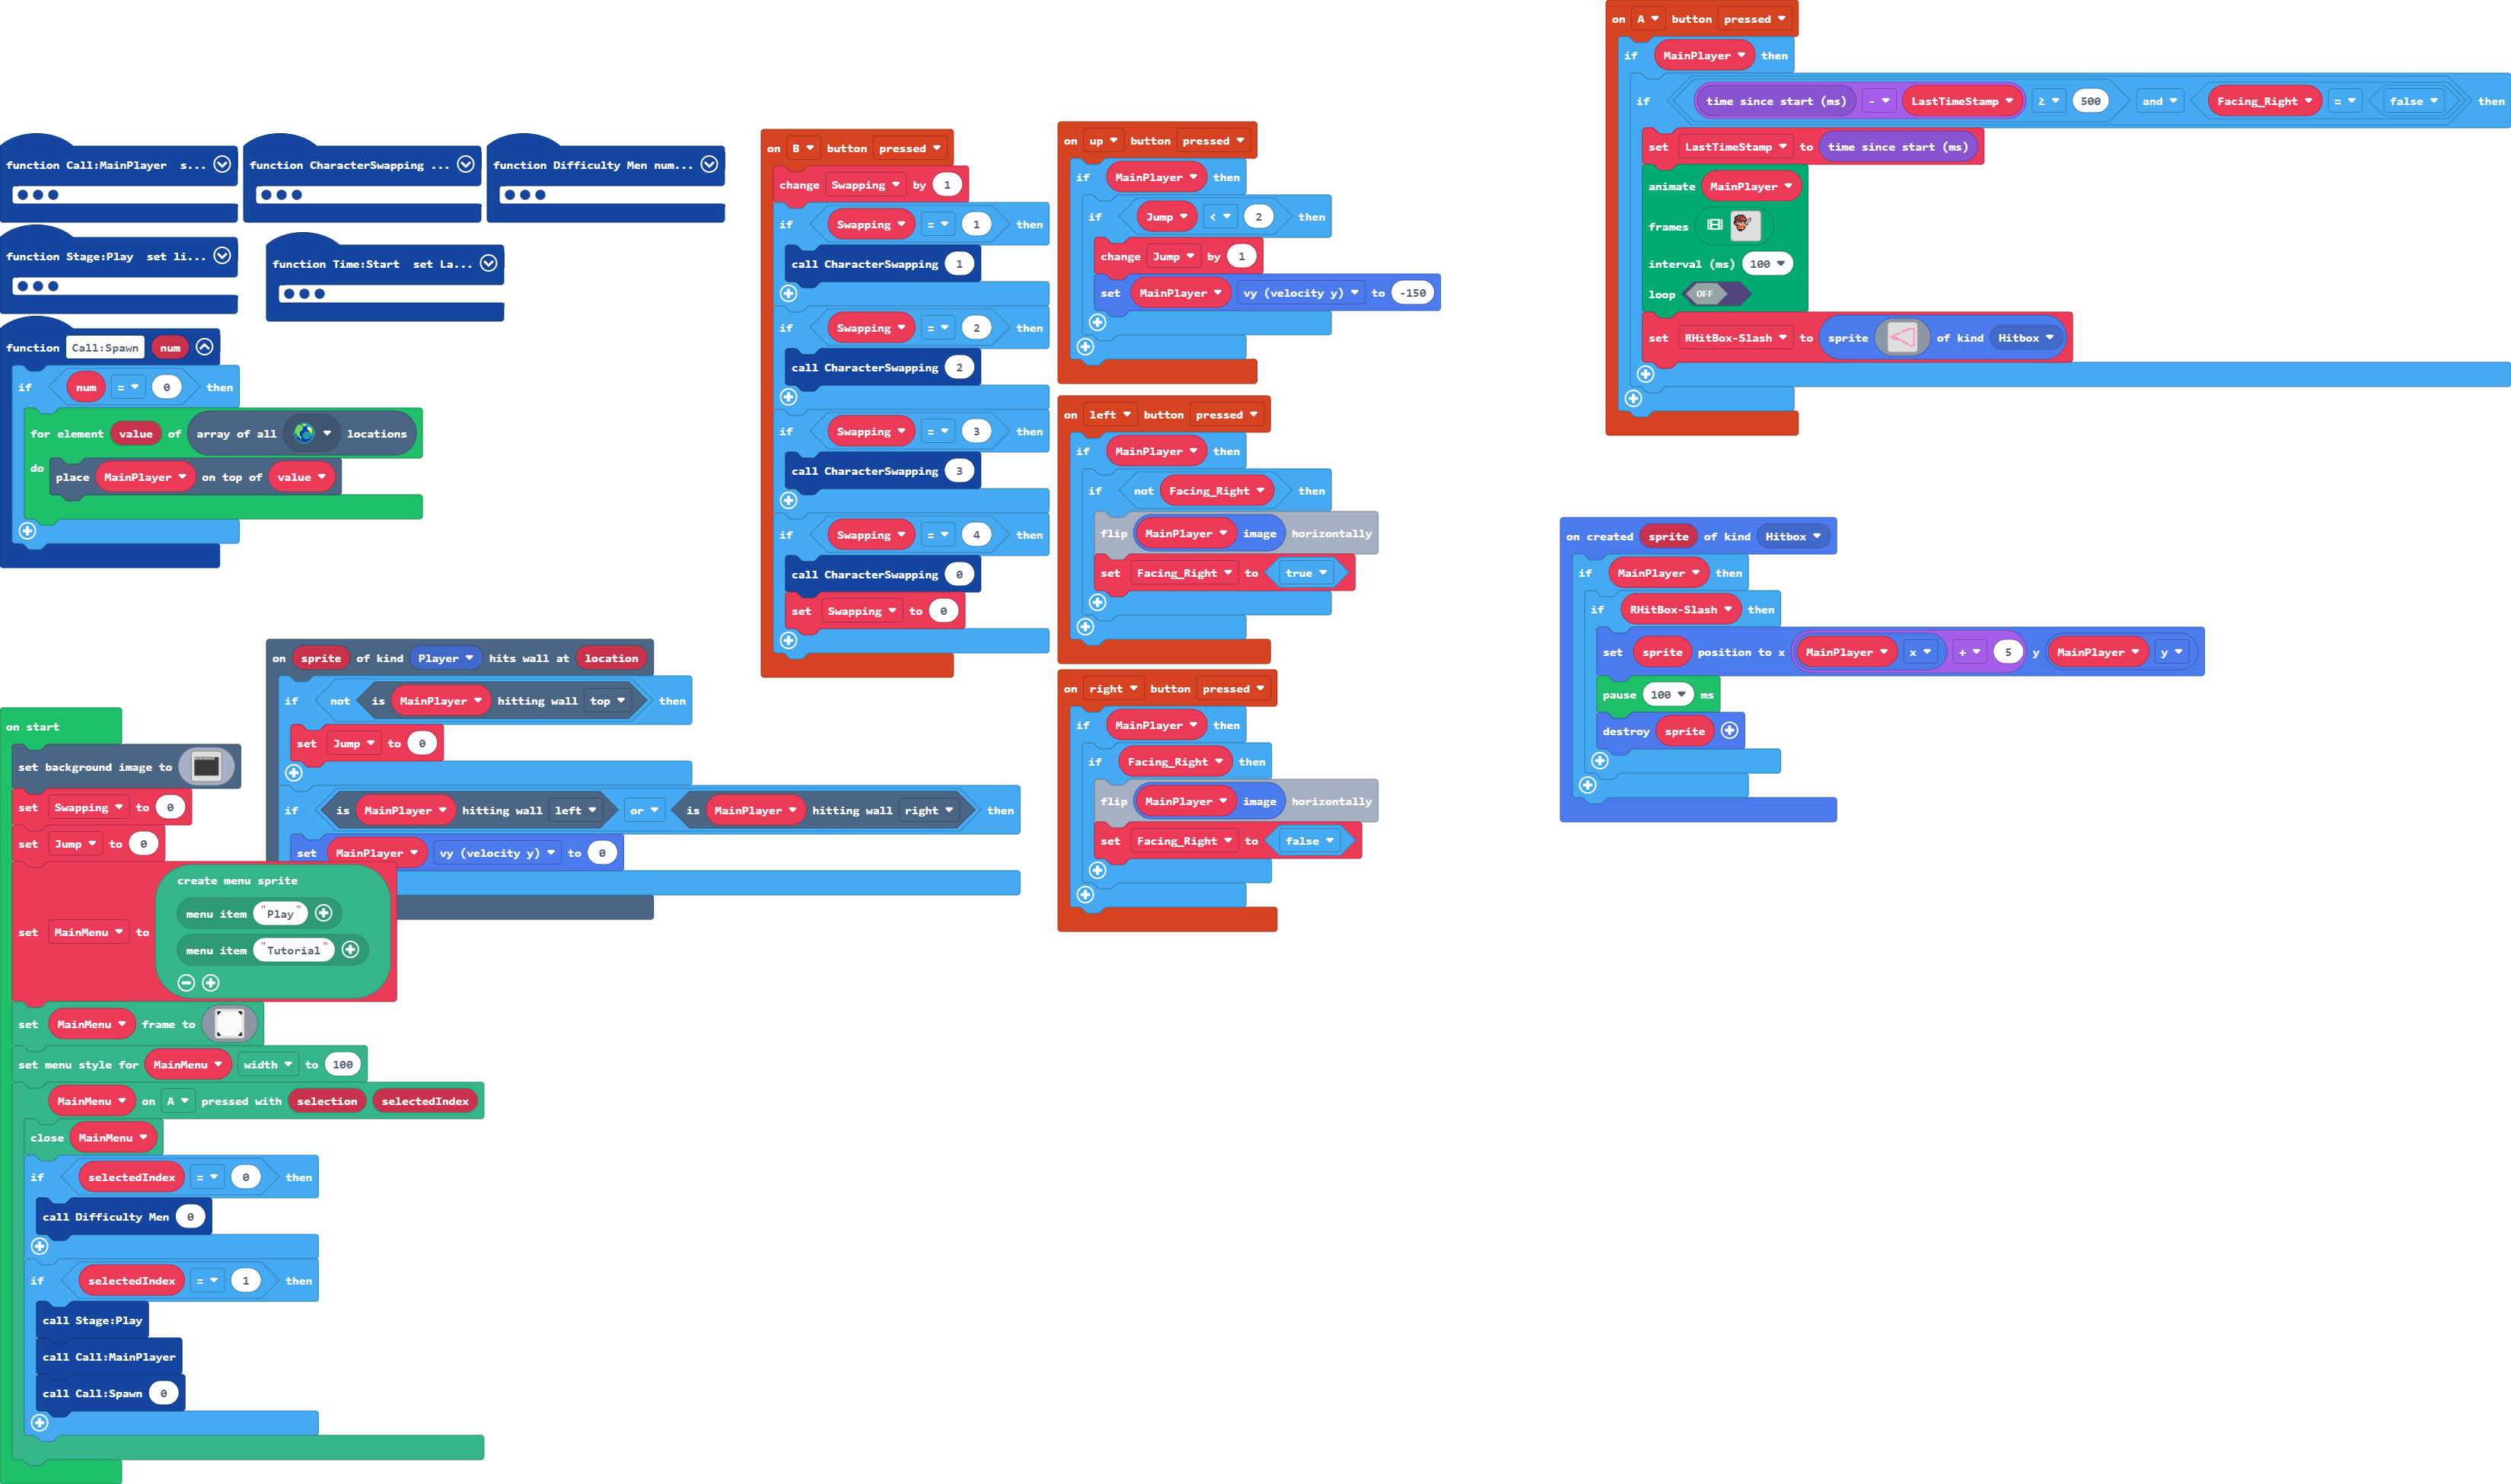 function Call:MainPlayer s...
function CharacterSwapping ...
function Difficulty Men num...
function Stage:Play set li...
function Time:Start set La...
function Call:Spawn num
if num = 0 then
for element value of array of all locations
do place MainPlayer on top of value
on start
set background image to
set Swapping to 0
set Jump to 0
set MainMenu to create menu sprite
menu item "Play"
menu item "Tutorial"
set MainMenu frame to
set menu style for MainMenu width to 100
MainMenu on A pressed with selection selectedIndex
close MainMenu
if selectedIndex = 0 then
call Difficulty Men 0
if selectedIndex = 1 then
call Stage:Play
call Call:MainPlayer
call Call:Spawn 0
on sprite of kind Player hits wall at location
if not is MainPlayer hitting wall top then
set Jump to 0
if is MainPlayer hitting wall left or is MainPlayer hitting wall right then
set MainPlayer vy (velocity y) to 0
on B button pressed
change Swapping by 1
if Swapping = 1 then
call CharacterSwapping 1
if Swapping = 2 then
call CharacterSwapping 2
if Swapping = 3 then
call CharacterSwapping 3
if Swapping = 4 then
call CharacterSwapping 0
set Swapping to 0
on up button pressed
if MainPlayer then
if Jump < 2 then
change Jump by 1
set MainPlayer vy (velocity y) to -150
on left button pressed
if MainPlayer then
if not Facing_Right then
flip MainPlayer image horizontally
set Facing_Right to true
on right button pressed
if MainPlayer then
if Facing_Right then
flip MainPlayer image horizontally
set Facing_Right to false
on A button pressed
if MainPlayer then
if time since start (ms) - LastTimeStamp ≥ 500 and Facing_Right = false then
set LastTimeStamp to time since start (ms)
animate MainPlayer
frames
interval (ms) 100
loop OFF
set RHitBox-Slash to sprite of kind Hitbox
on created sprite of kind Hitbox
if MainPlayer then
if RHitBox-Slash then
set sprite position to x MainPlayer x + 5 y MainPlayer y
pause 100 ms
destroy sprite